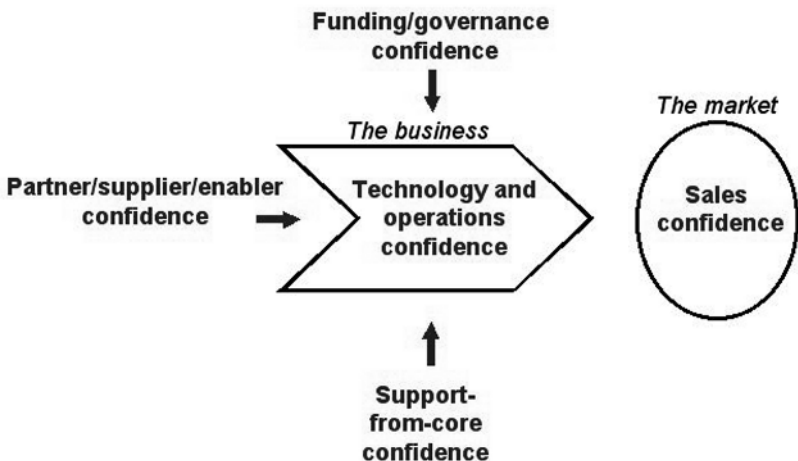 Funding/governance
confidence
The business
The market
Partner/supplier/enabler
confidence
Technology and
operations
confidence
Sales
confidence
Support-
from-core
confidence